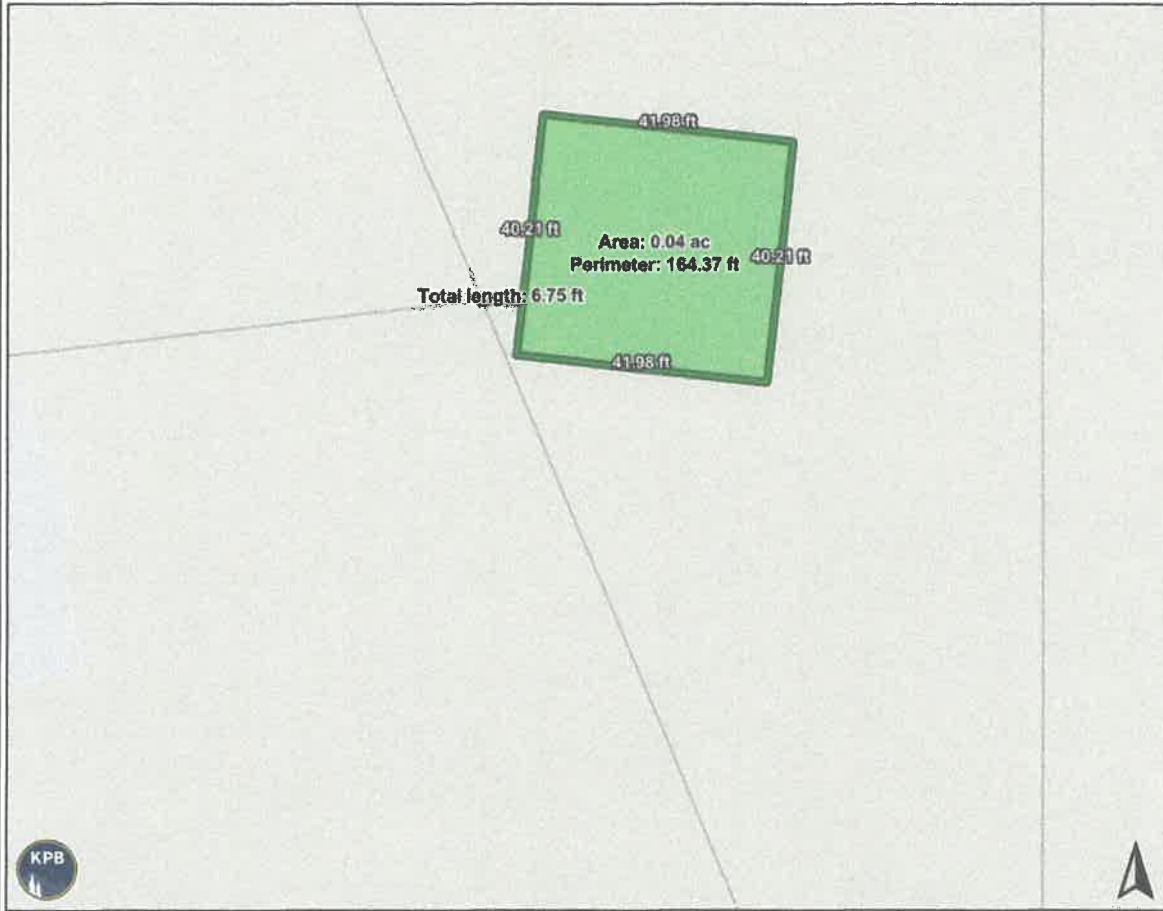 41.98 ft
40.21 ft
Area: 0.04 ac
40.21 ft
Perimeter: 164.37 ft
Total length: 6.75 ft
41.98 ft
KPB